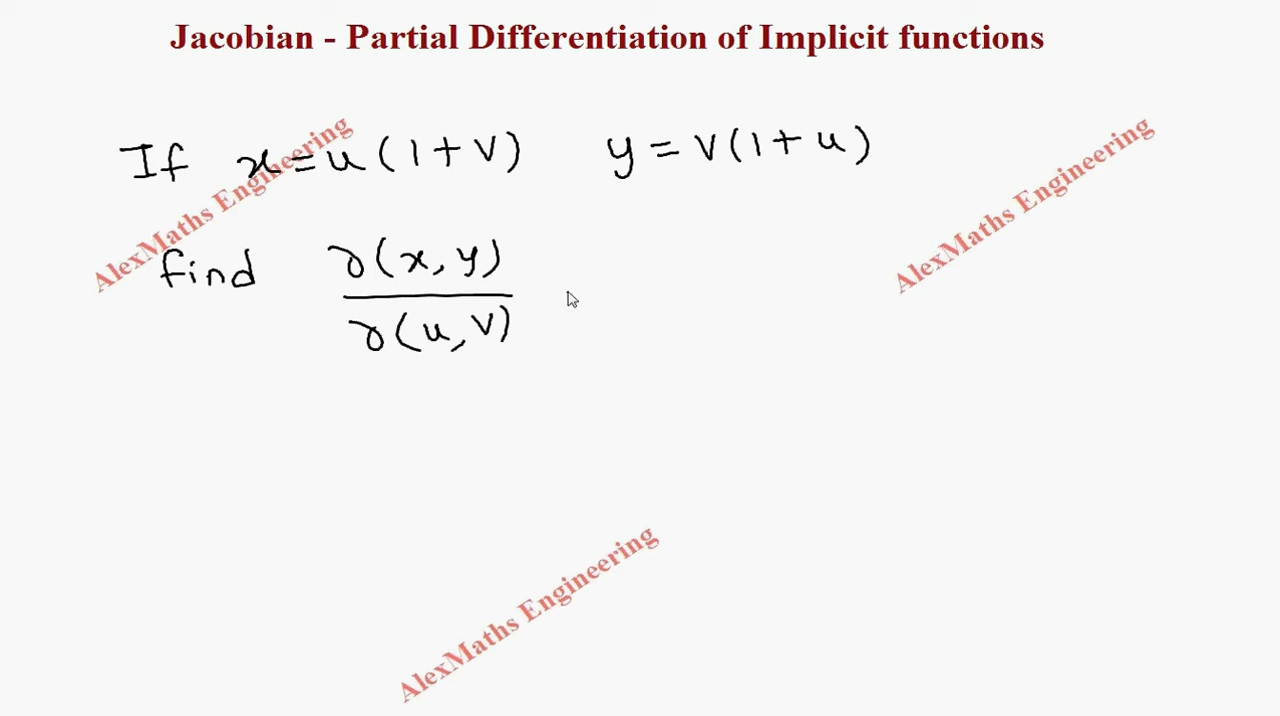 Jacobian - Partial Differentiation of Implicit functions
If x = u(1+v) y = v(1+u)
find ∂(x,y)
∂(u,v)
AlexMaths Engineering
AlexMaths Engineering
AlexMaths Engineering